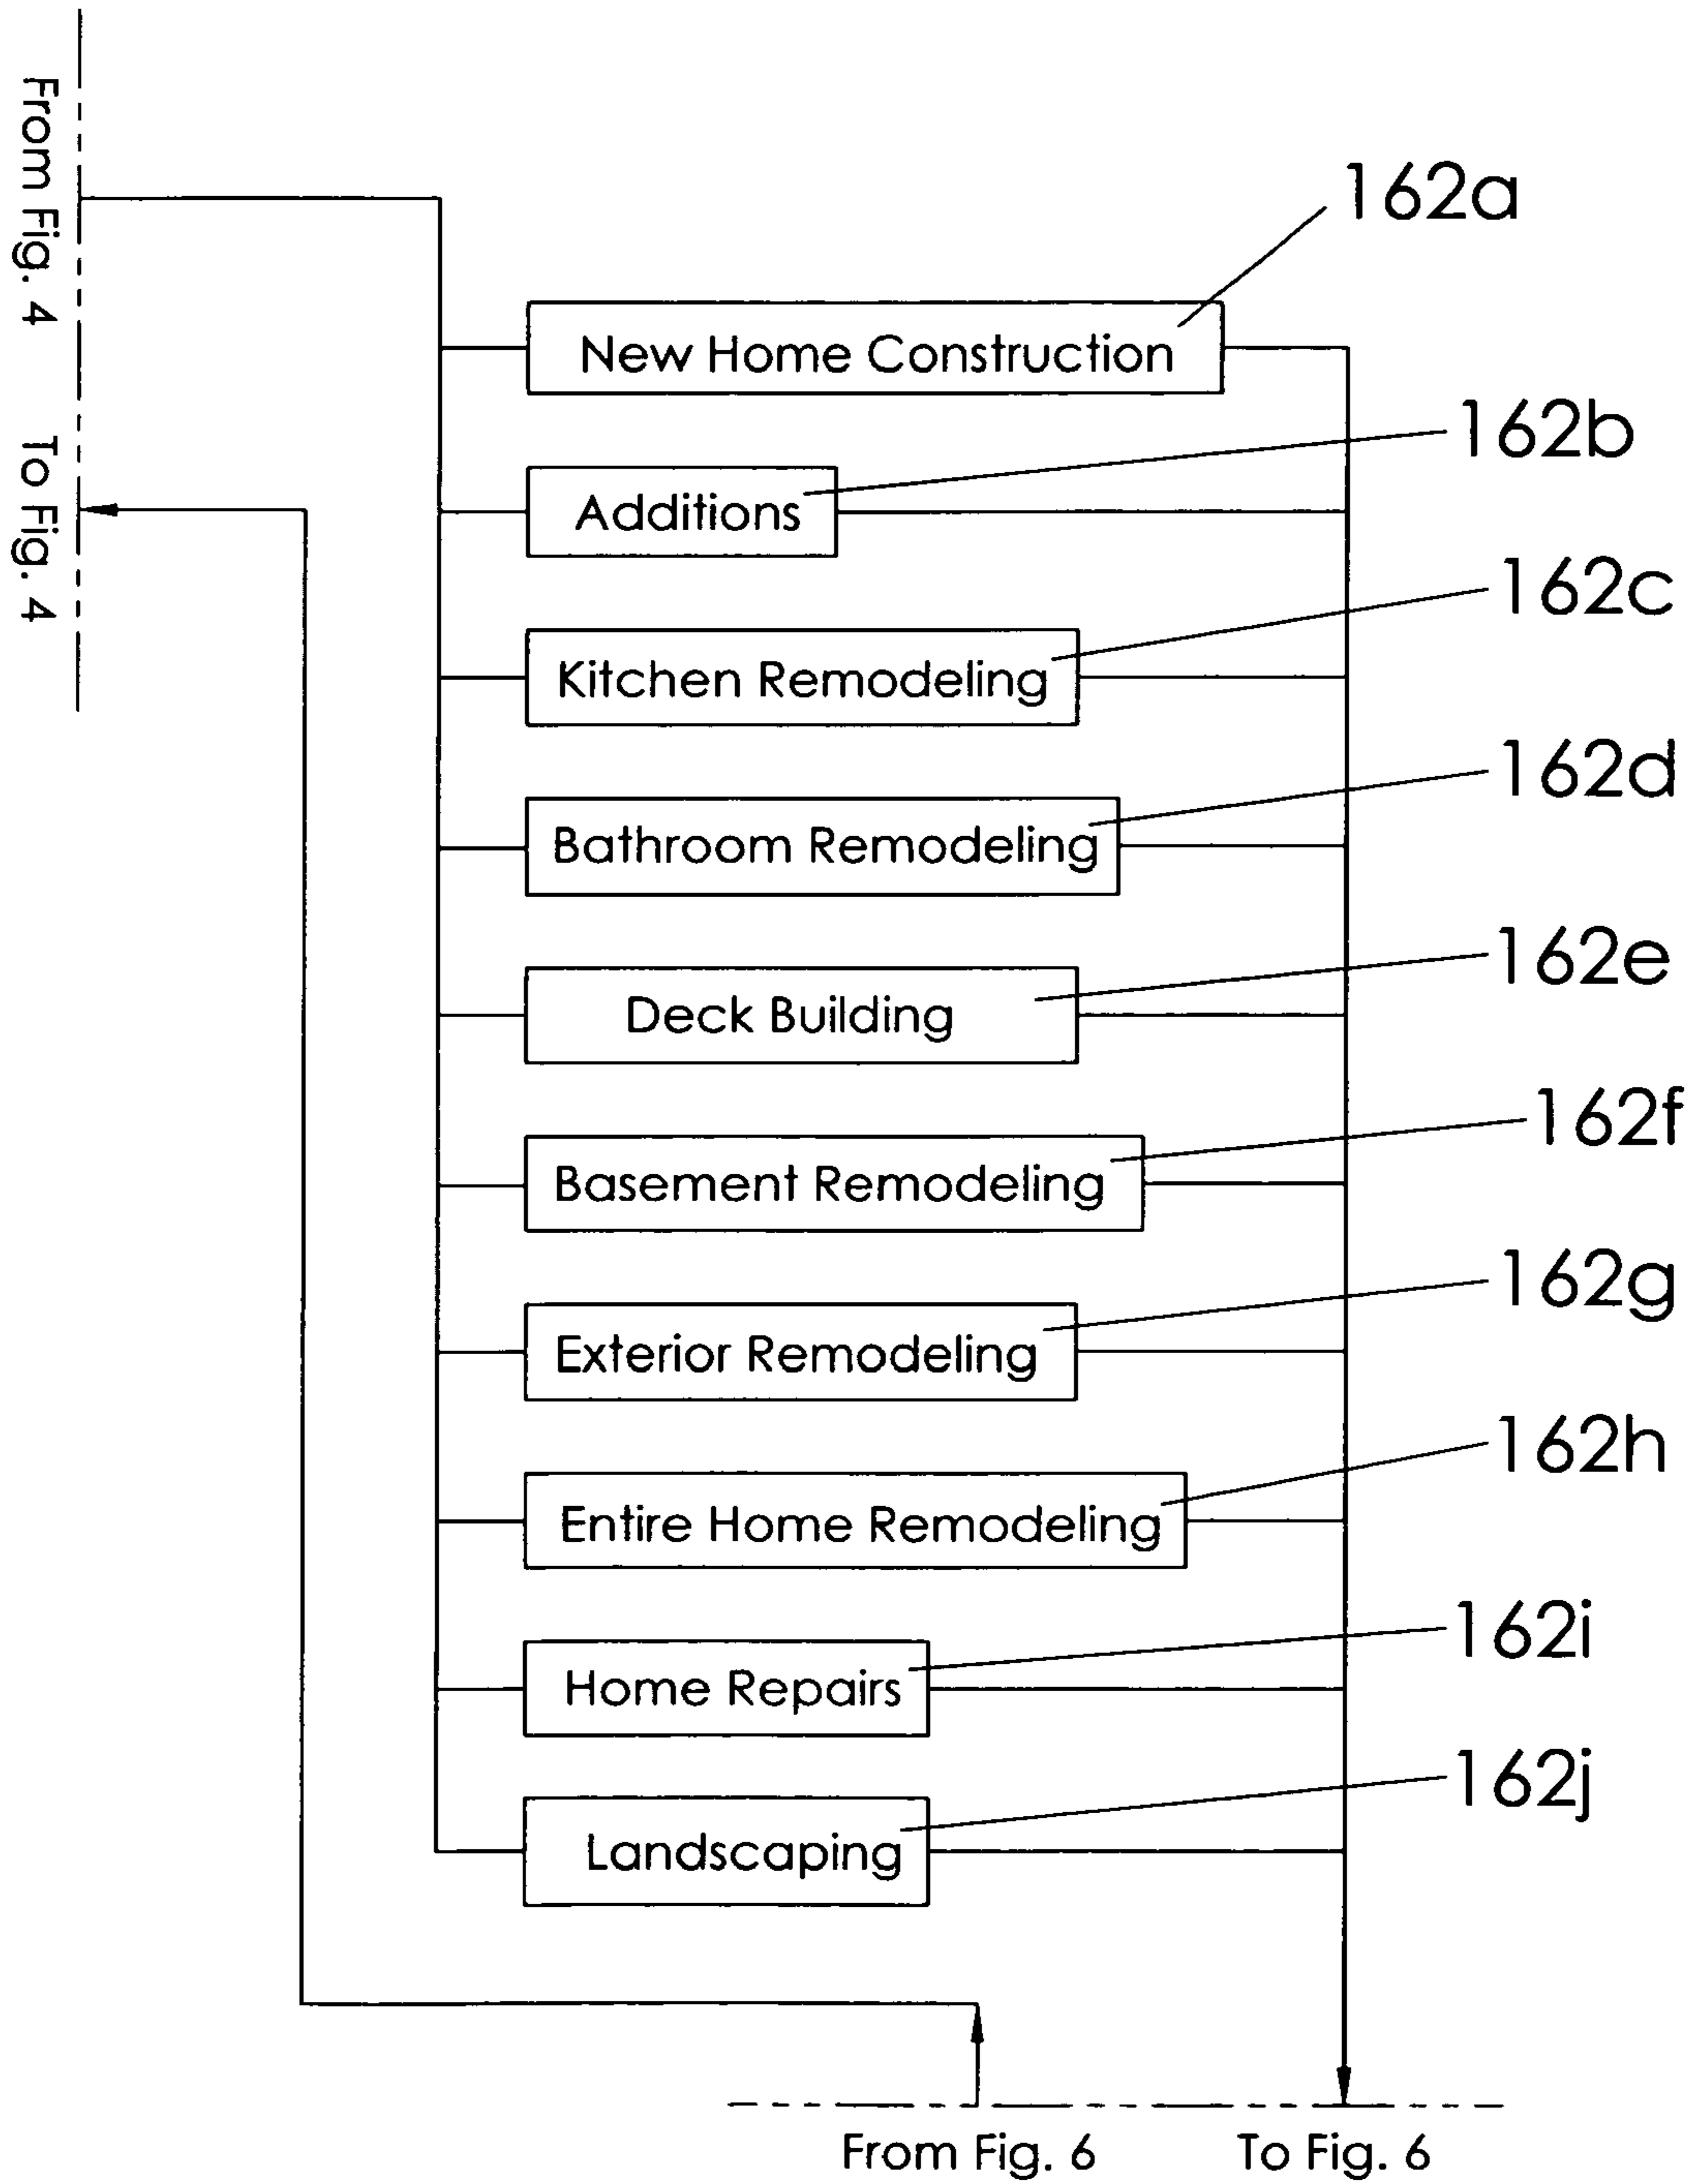 From Fig. 4
To Fig. 4
162a
New Home Construction
162b
Additions
162c
Kitchen Remodeling
162d
Bathroom Remodeling
162e
Deck Building
162f
Basement Remodeling
162g
Exterior Remodeling
162h
Entire Home Remodeling
162i
Home Repairs
162j
Landscaping
From Fig. 6
To Fig. 6